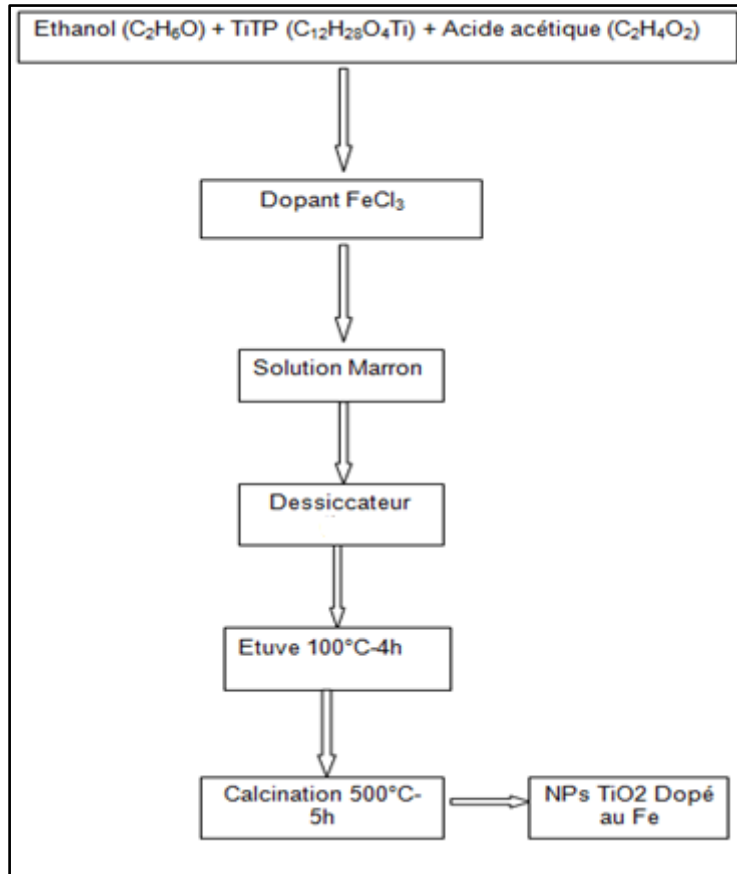 Ethanol (C₂H₆O) + TiTP (C₁₂H₂₈O₄Ti) + Acide acétique (C₂H₄O₂)
Dopant FeCl₃
Solution Marron
Dessiccateur
Etuve 100°C-4h
Calcination 500°C-
5h
NPs TiO2 Dopé
au Fe